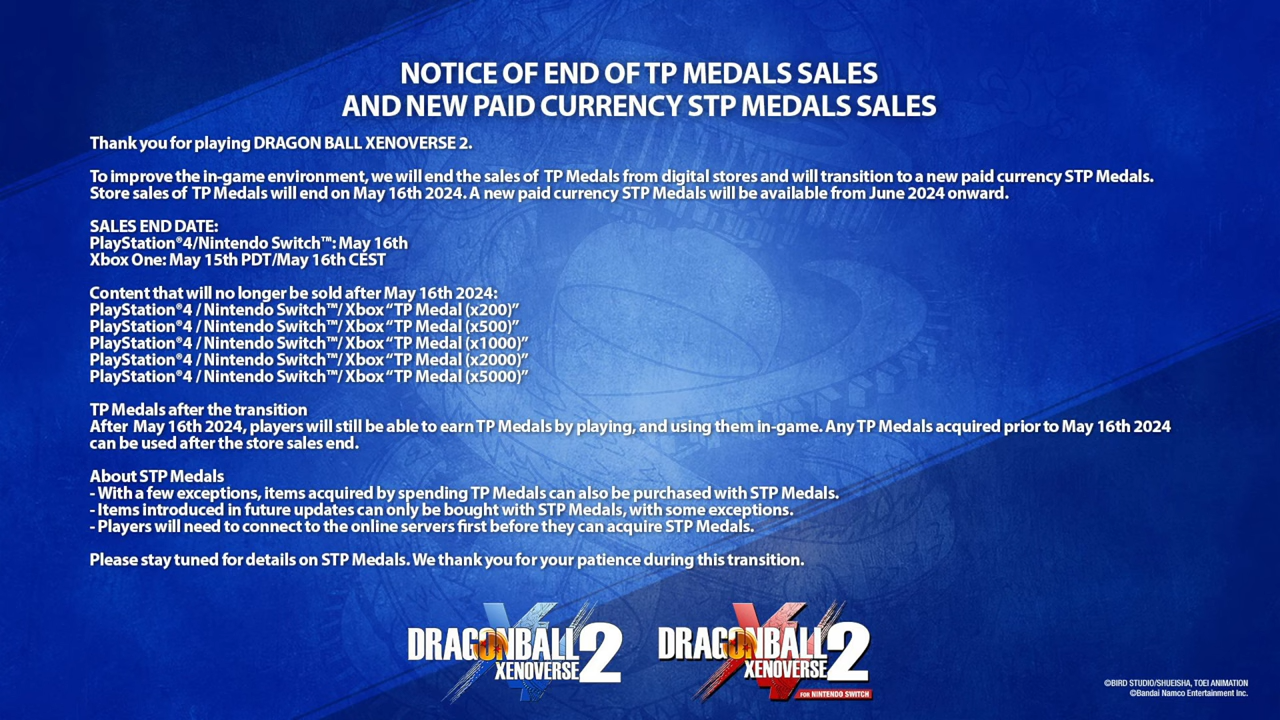 NOTICE OF END OF TP MEDALS SALES
AND NEW PAID CURRENCY STP MEDALS SALES
Thank you for playing DRAGON BALL XENOVERSE 2.
To improve the in-game environment, we will end the sales of TP Medals from digital stores and will transition to a new paid currency STP Medals.
Store sales of TP Medals will end on May 16th 2024. A new paid currency STP Medals will be available from June 2024 onward.
SALES END DATE:
PlayStation®4/Nintendo Switch™: May 16th
Xbox One: May 15th PDT/May 16th CEST
Content that will no longer be sold after May 16th 2024:
PlayStation®4 / Nintendo Switch™/ Xbox “TP Medal (x200)”
PlayStation®4 / Nintendo Switch™/ Xbox “TP Medal (x500)”
PlayStation®4 / Nintendo Switch™/ Xbox “TP Medal (x1000)”
PlayStation®4 / Nintendo Switch™/ Xbox “TP Medal (x2000)”
PlayStation®4 / Nintendo Switch™/ Xbox “TP Medal (x5000)”
TP Medals after the transition
After May 16th 2024, players will still be able to earn TP Medals by playing, and using them in-game. Any TP Medals acquired prior to May 16th 2024
can be used after the store sales end.
About STP Medals
- With a few exceptions, items acquired by spending TP Medals can also be purchased with STP Medals.
- Items introduced in future updates can only be bought with STP Medals, with some exceptions.
- Players will need to connect to the online servers first before they can acquire STP Medals.
Please stay tuned for details on STP Medals. We thank you for your patience during this transition.
DRAGONBALL
XENOVERSE 2
DRAGONBALL
XENOVERSE 2
FOR NINTENDO SWITCH
©BIRD STUDIO/SHUEISHA, TOEI ANIMATION
©Bandai Namco Entertainment Inc.